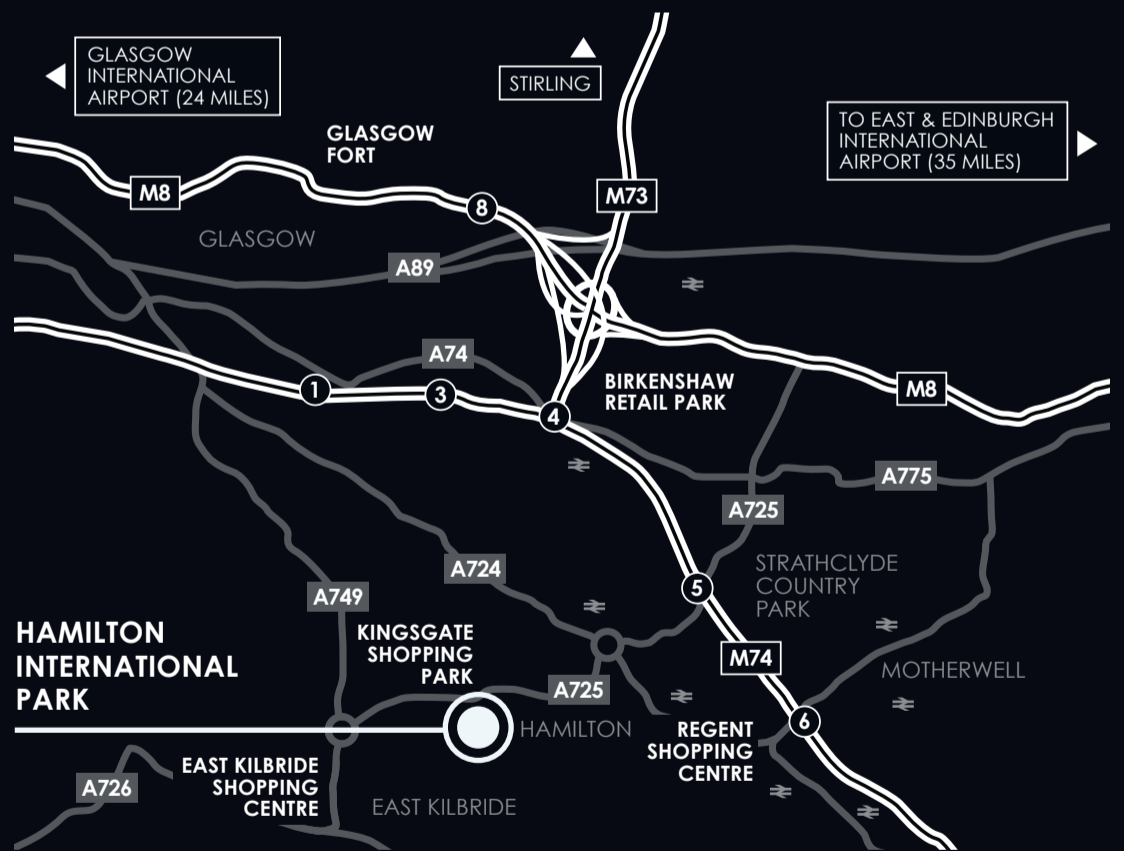 GLASGOW
INTERNATIONAL
AIRPORT (24 MILES)
STIRLING
TO EAST & EDINBURGH
INTERNATIONAL
AIRPORT (35 MILES)
GLASGOW
FORT
M8
M73
8
GLASGOW
A89
A74
1
3
4
BIRKENSHAW
RETAIL PARK
M8
A775
A725
A724
A749
5
STRATHCLYDE
COUNTRY
PARK
HAMILTON
INTERNATIONAL
PARK
KINGSGATE
SHOPPING
PARK
M74
MOTHERWELL
A725
HAMILTON
6
REGENT
SHOPPING
CENTRE
A726
EAST KILBRIDE
SHOPPING
CENTRE
EAST KILBRIDE